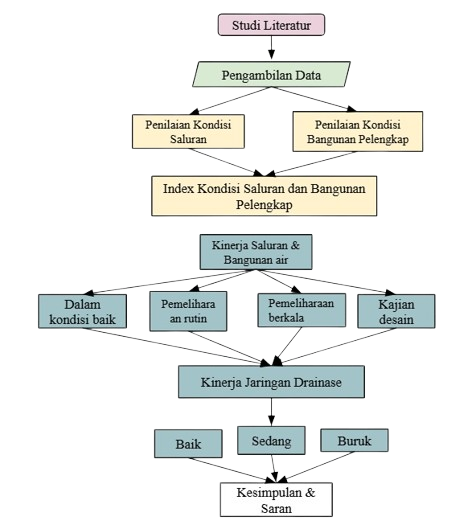 Studi Literatur
Pengambilan Data
Penilaian Kondisi
Saluran
Penilaian Kondisi
Bangunan Pelengkap
Index Kondisi Saluran dan Bangunan
Pelengkap
Kinerja Saluran &
Bangunan air
Dalam
kondisi baik
Pemelihara
an rutin
Pemeliharaan
berkala
Kajian
desain
Kinerja Jaringan Drainase
Baik
Sedang
Buruk
Kesimpulan &
Saran